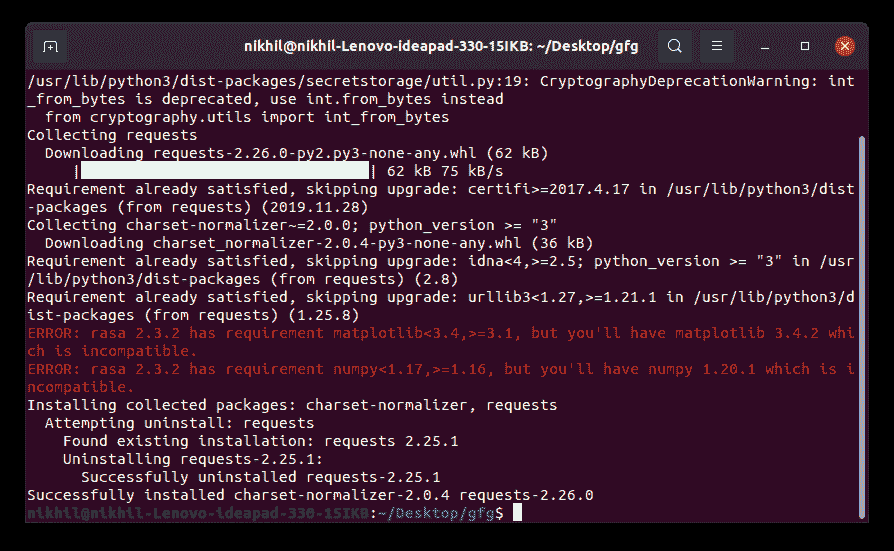 nikhil@nikhil-Lenovo-ideapad-330-15IKB: ~/Desktop/gfg
/usr/lib/python3/dist-packages/secretstorage/util.py:19: CryptographyDeprecationWarning: int
_from_bytes is deprecated, use int.from_bytes instead
  from cryptography.utils import int_from_bytes
Collecting requests
  Downloading requests-2.26.0-py2.py3-none-any.whl (62 kB)
     |████████████████████████████████| 62 kB 75 kB/s
Requirement already satisfied, skipping upgrade: certifi>=2017.4.17 in /usr/lib/python3/dist
-packages (from requests) (2019.11.28)
Collecting charset-normalizer~=2.0.0; python_version >= "3"
  Downloading charset_normalizer-2.0.4-py3-none-any.whl (36 kB)
Requirement already satisfied, skipping upgrade: idna<4,>=2.5; python_version >= "3" in /usr
/lib/python3/dist-packages (from requests) (2.8)
Requirement already satisfied, skipping upgrade: urllib3<1.27,>=1.21.1 in /usr/lib/python3/d
ist-packages (from requests) (1.25.8)
ERROR: rasa 2.3.2 has requirement matplotlib<3.4,>=3.1, but you'll have matplotlib 3.4.2 whi
ch is incompatible.
ERROR: rasa 2.3.2 has requirement numpy<1.17,>=1.16, but you'll have numpy 1.20.1 which is i
ncompatible.
Installing collected packages: charset-normalizer, requests
  Attempting uninstall: requests
    Found existing installation: requests 2.25.1
    Uninstalling requests-2.25.1:
      Successfully uninstalled requests-2.25.1
Successfully installed charset-normalizer-2.0.4 requests-2.26.0
nikhil@nikhil-Lenovo-ideapad-330-15IKB:~/Desktop/gfg$